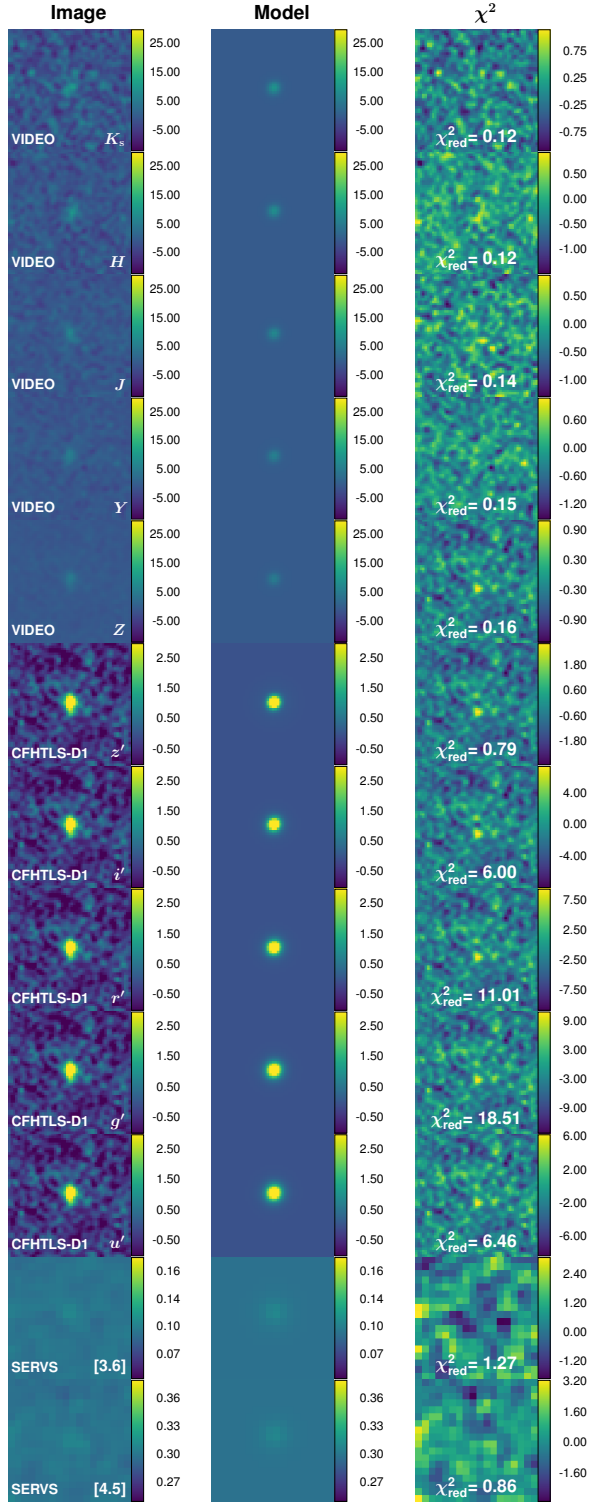 Image Model χ²
25.00 15.00 5.00 -5.00 VIDEO Kₛ 25.00 15.00 5.00 -5.00 0.75 0.25 -0.25 -0.75 χ²red= 0.12
25.00 15.00 5.00 -5.00 VIDEO H 25.00 15.00 5.00 -5.00 0.50 0.00 -0.50 -1.00 χ²red= 0.12
25.00 15.00 5.00 -5.00 VIDEO J 25.00 15.00 5.00 -5.00 0.50 0.00 -0.50 -1.00 χ²red= 0.14
25.00 15.00 5.00 -5.00 VIDEO Y 25.00 15.00 5.00 -5.00 0.60 0.00 -0.60 -1.20 χ²red= 0.15
25.00 15.00 5.00 -5.00 VIDEO Z 25.00 15.00 5.00 -5.00 0.90 0.30 -0.30 -0.90 χ²red= 0.16
2.50 1.50 0.50 -0.50 CFHTLS-D1 z′ 2.50 1.50 0.50 -0.50 1.80 0.60 -0.60 -1.80 χ²red= 0.79
2.50 1.50 0.50 -0.50 CFHTLS-D1 i′ 2.50 1.50 0.50 -0.50 4.00 0.00 -4.00 χ²red= 6.00
2.50 1.50 0.50 -0.50 CFHTLS-D1 r′ 2.50 1.50 0.50 -0.50 7.50 2.50 -2.50 -7.50 χ²red= 11.01
2.50 1.50 0.50 -0.50 CFHTLS-D1 g′ 2.50 1.50 0.50 -0.50 9.00 3.00 -3.00 -9.00 χ²red= 18.51
2.50 1.50 0.50 -0.50 CFHTLS-D1 u′ 2.50 1.50 0.50 -0.50 6.00 2.00 -2.00 -6.00 χ²red= 6.46
0.16 0.14 0.10 0.07 SERVS [3.6] 0.16 0.14 0.10 0.07 2.40 1.20 0.00 -1.20 χ²red= 1.27
0.36 0.33 0.30 0.27 SERVS [4.5] 0.36 0.33 0.30 0.27 3.20 1.60 0.00 -1.60 χ²red= 0.86